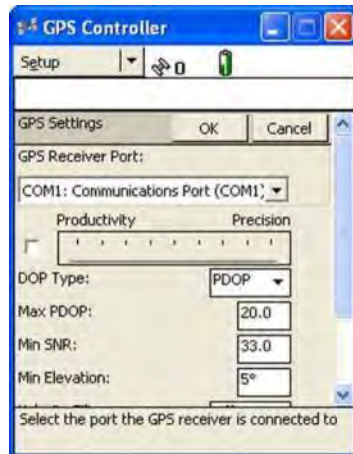 GPS Controller
Setup
0
GPS Settings OK Cancel
GPS Receiver Port:
COM1: Communications Port (COM1)
Productivity Precision
DOP Type: PDOP
Max PDOP: 20.0
Min SNR: 33.0
Min Elevation: 5°
Select the port the GPS receiver is connected to